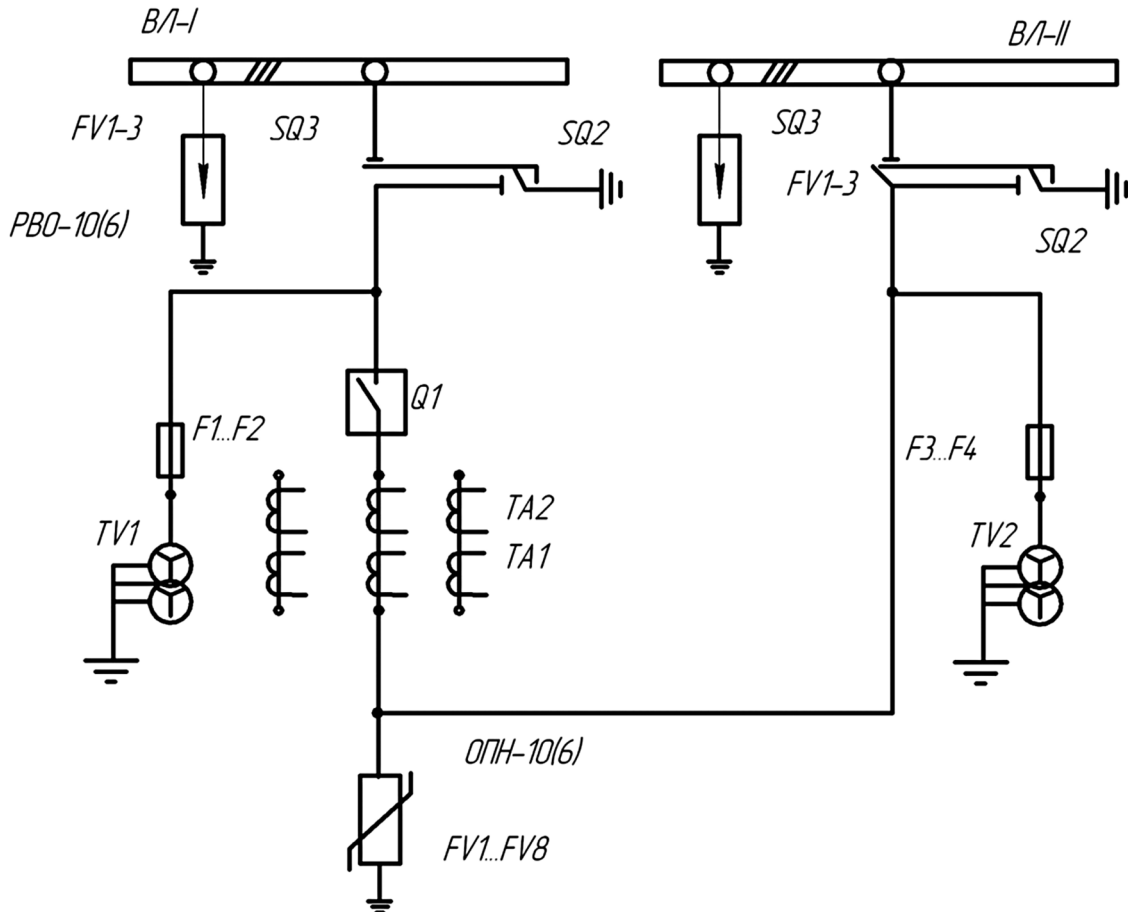 ВЛ-I
ВЛ-II
FV1-3
SQ3
SQ2
SQ3
FV1-3
РВО-10(6)
SQ2
Q1
F1...F2
F3...F4
TA2
TV1
TA1
TV2
ОПН-10(6)
FV1...FV8